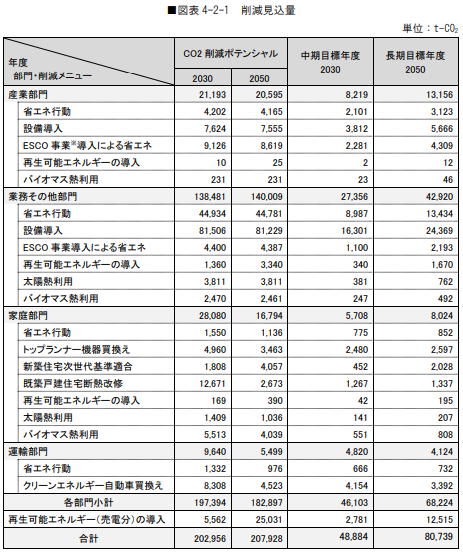 ■図表 4-2-1 削減見込量
単位：t-CO₂
年度 部門・削減メニュー CO2 削減ポテンシャル 中期目標年度 2030 長期目標年度 2050
2030 2050
産業部門 21,193 20,595 8,219 13,156
省エネ行動 4,202 4,165 2,101 3,123
設備導入 7,624 7,555 3,812 5,666
ESCO 事業※導入による省エネ 9,126 8,619 2,281 4,309
再生可能エネルギーの導入 10 25 2 12
バイオマス熱利用 231 231 23 46
業務その他部門 138,481 140,009 27,356 42,920
省エネ行動 44,934 44,781 8,987 13,434
設備導入 81,506 81,229 16,301 24,369
ESCO 事業導入による省エネ 4,400 4,387 1,100 2,193
再生可能エネルギーの導入 1,360 3,340 340 1,670
太陽熱利用 3,811 3,811 381 762
バイオマス熱利用 2,470 2,461 247 492
家庭部門 28,080 16,794 5,708 8,024
省エネ行動 1,550 1,136 775 852
トップランナー機器買換え 4,960 3,463 2,480 2,597
新築住宅次世代基準適合 1,808 4,057 452 2,028
既築戸建住宅断熱改修 12,671 2,673 1,267 1,337
再生可能エネルギーの導入 169 390 42 195
太陽熱利用 1,409 1,036 141 207
バイオマス熱利用 5,513 4,039 551 808
運輸部門 9,640 5,499 4,820 4,124
省エネ行動 1,332 976 666 732
クリーンエネルギー自動車買換え 8,308 4,523 4,154 3,392
各部門小計 197,394 182,897 46,103 68,224
再生可能エネルギー（売電分）の導入 5,562 25,031 2,781 12,515
合計 202,956 207,928 48,884 80,739